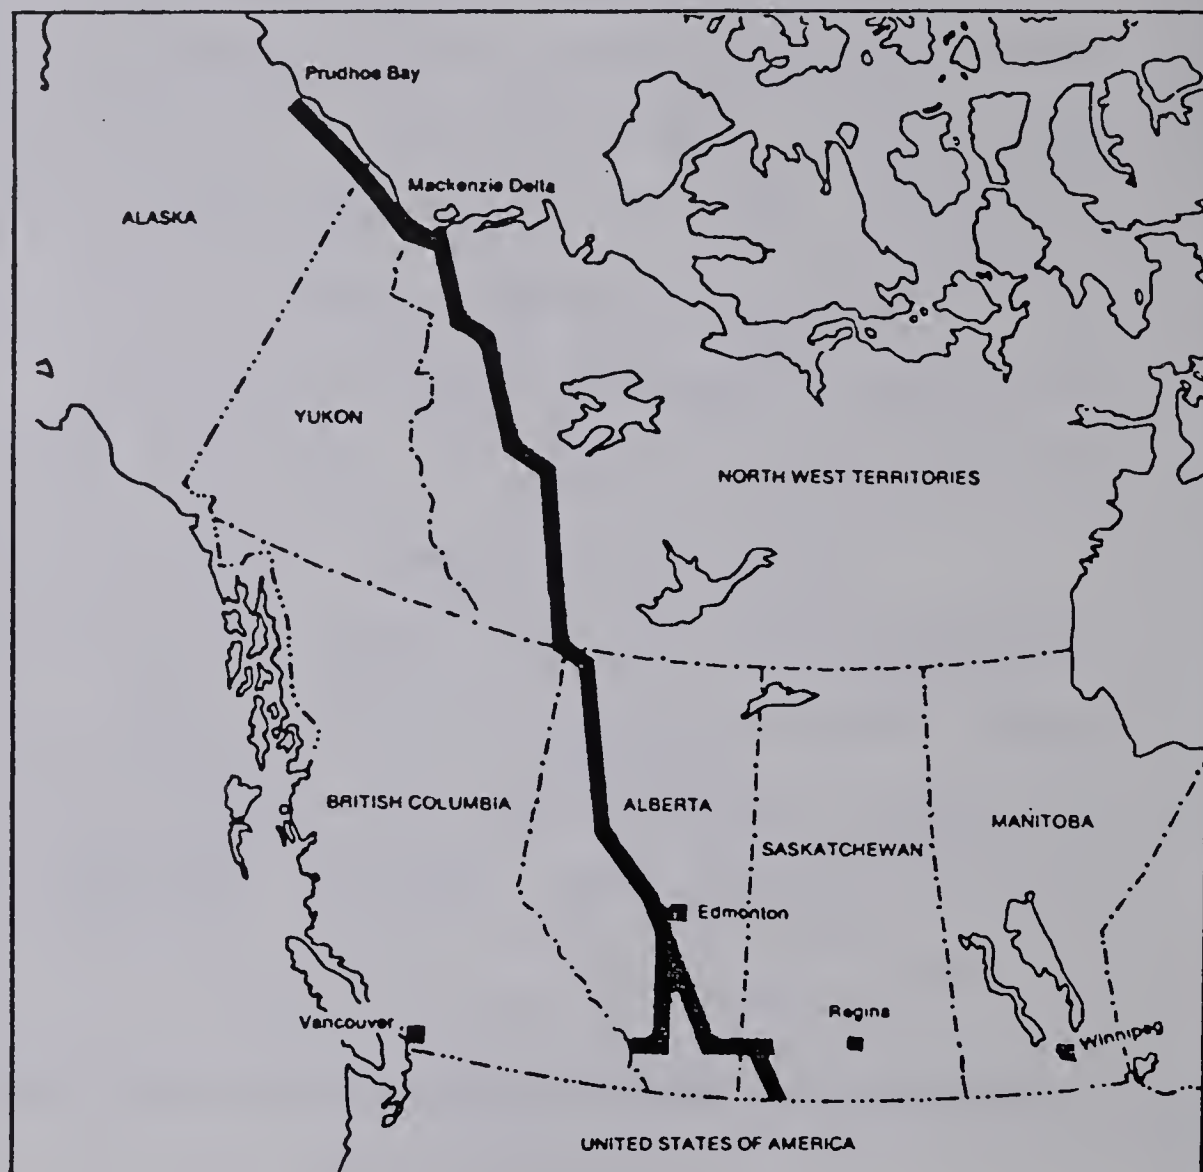 Prudhoe Bay
Mackenzie Delta
ALASKA
YUKON
NORTH WEST TERRITORIES
BRITISH COLUMBIA
ALBERTA
MANITOBA
SASKATCHEWAN
Edmonton
Regina
Vancouver
Winnipeg
UNITED STATES OF AMERICA